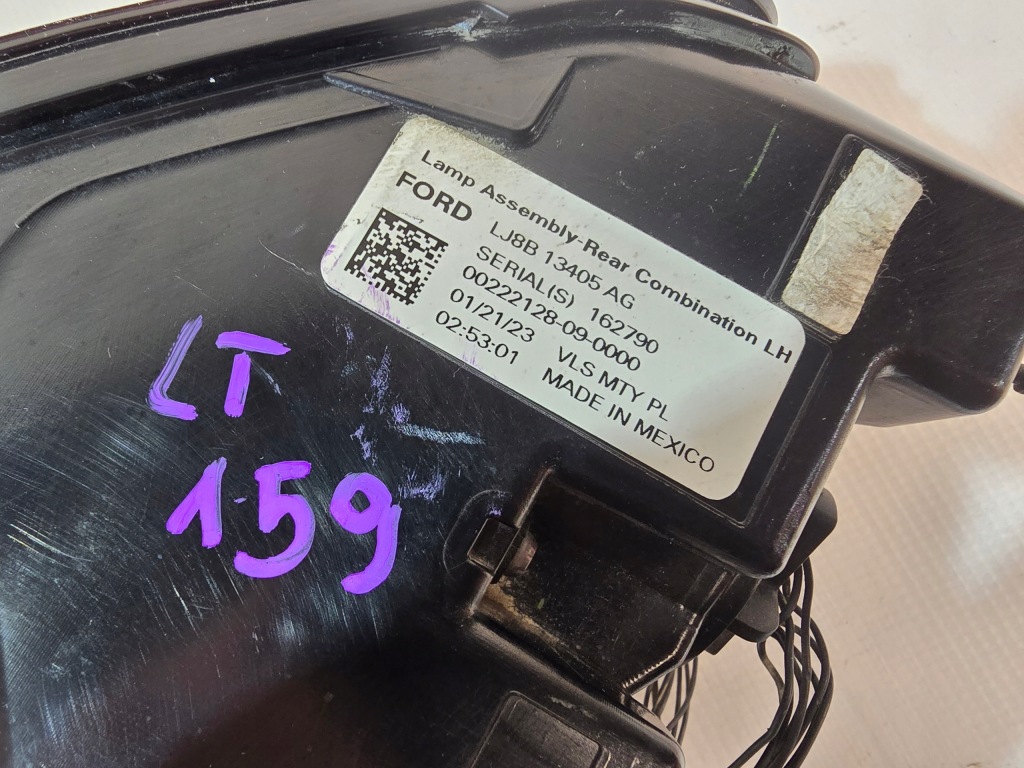 Lamp Assembly-Rear Combination LH
FORD LJ8B 13405 AG
SERIAL(S) 162790
00222128-09-0000
01/21/23 VLS MTY PL
02:53:01 MADE IN MEXICO
LT
159